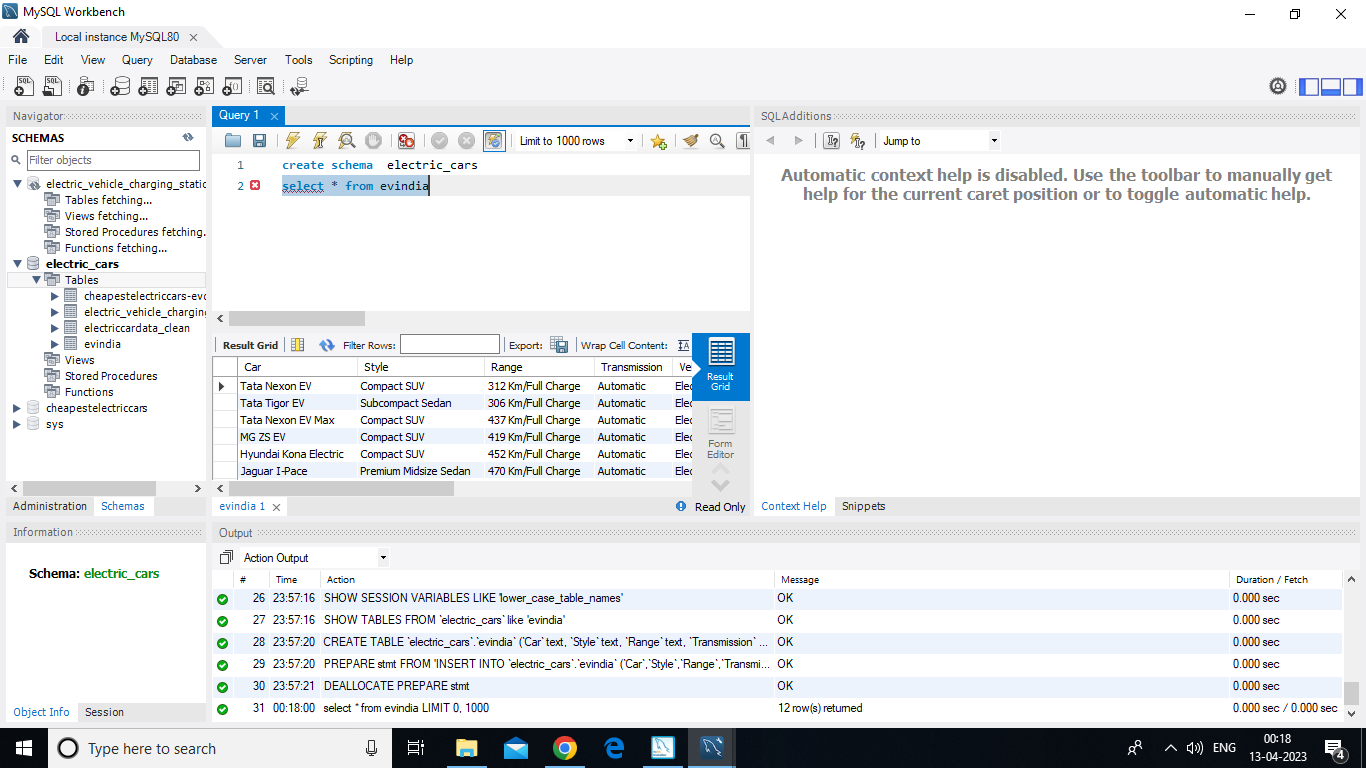 MySQL Workbench
Local instance MySQL80
File Edit View Query Database Server Tools Scripting Help
Navigator
SCHEMAS
Filter objects
electric_vehicle_charging_static
Tables fetching...
Views fetching...
Stored Procedures fetching.
Functions fetching...
electric_cars
Tables
cheapestelectriccars-evc
electric_vehicle_charging
electriccardata_clean
evindia
Views
Stored Procedures
Functions
cheapestelectriccars
sys
Administration Schemas
Query 1
Limit to 1000 rows
1 create schema electric_cars
2 select * from evindia
Result Grid Filter Rows: Export: Wrap Cell Content: IA
Car Style Range Transmission Ve
Tata Nexon EV Compact SUV 312 Km/Full Charge Automatic Elec
Tata Tigor EV Subcompact Sedan 306 Km/Full Charge Automatic Elec
Tata Nexon EV Max Compact SUV 437 Km/Full Charge Automatic Elec
MG ZS EV Compact SUV 419 Km/Full Charge Automatic Elec
Hyundai Kona Electric Compact SUV 452 Km/Full Charge Automatic Elec
Jaguar I-Pace Premium Midsize Sedan 470 Km/Full Charge Automatic Elec
Result
Grid
Form
Editor
evindia 1
Read Only
SQLAdditions
Jump to
Automatic context help is disabled. Use the toolbar to manually get
help for the current caret position or to toggle automatic help.
Context Help Snippets
Information
Schema: electric_cars
Object Info Session
Output
Action Output
# Time Action Message Duration / Fetch
26 23:57:16 SHOW SESSION VARIABLES LIKE 'lower_case_table_names' OK 0.000 sec
27 23:57:16 SHOW TABLES FROM `electric_cars` like 'evindia' OK 0.000 sec
28 23:57:20 CREATE TABLE `electric_cars`.`evindia` (`Car` text, `Style` text, `Range` text, `Transmission` ... OK 0.000 sec
29 23:57:20 PREPARE stmt FROM 'INSERT INTO `electric_cars`.`evindia` (`Car`,`Style`,`Range`,`Transmi... OK 0.000 sec
30 23:57:21 DEALLOCATE PREPARE stmt OK 0.000 sec
31 00:18:00 select * from evindia LIMIT 0, 1000 12 row(s) returned 0.000 sec / 0.000 sec
Type here to search
ENG
00:18
13-04-2023
4